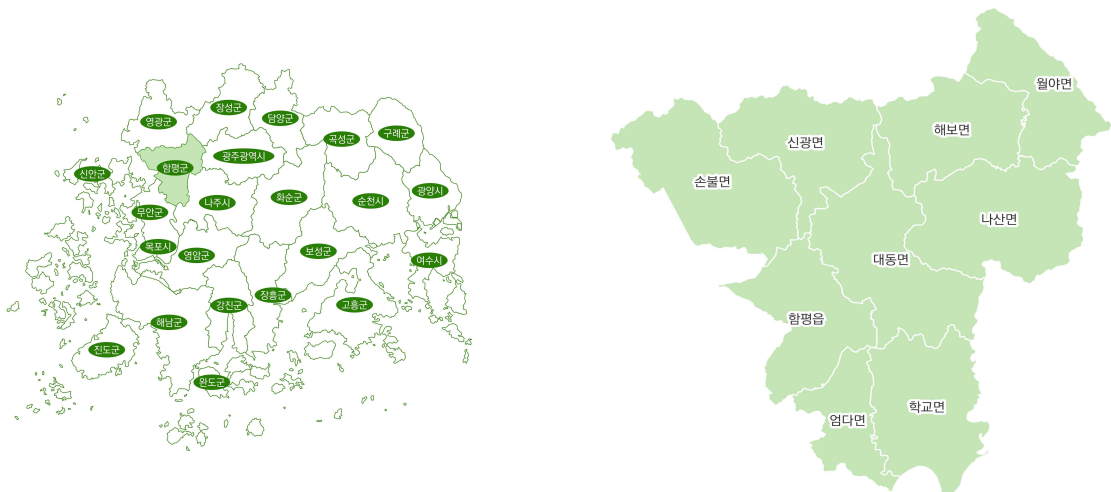 장성군
영광군
담양군
구례군
곡성군
광주광역시
함평군
신안군
광양시
화순군
순천시
나주시
무안군
목포시
보성군
영암군
여수시
장흥군
고흥군
강진군
해남군
진도군
완도군
월야면
해보면
신광면
손불면
나산면
대동면
함평읍
학교면
엄다면